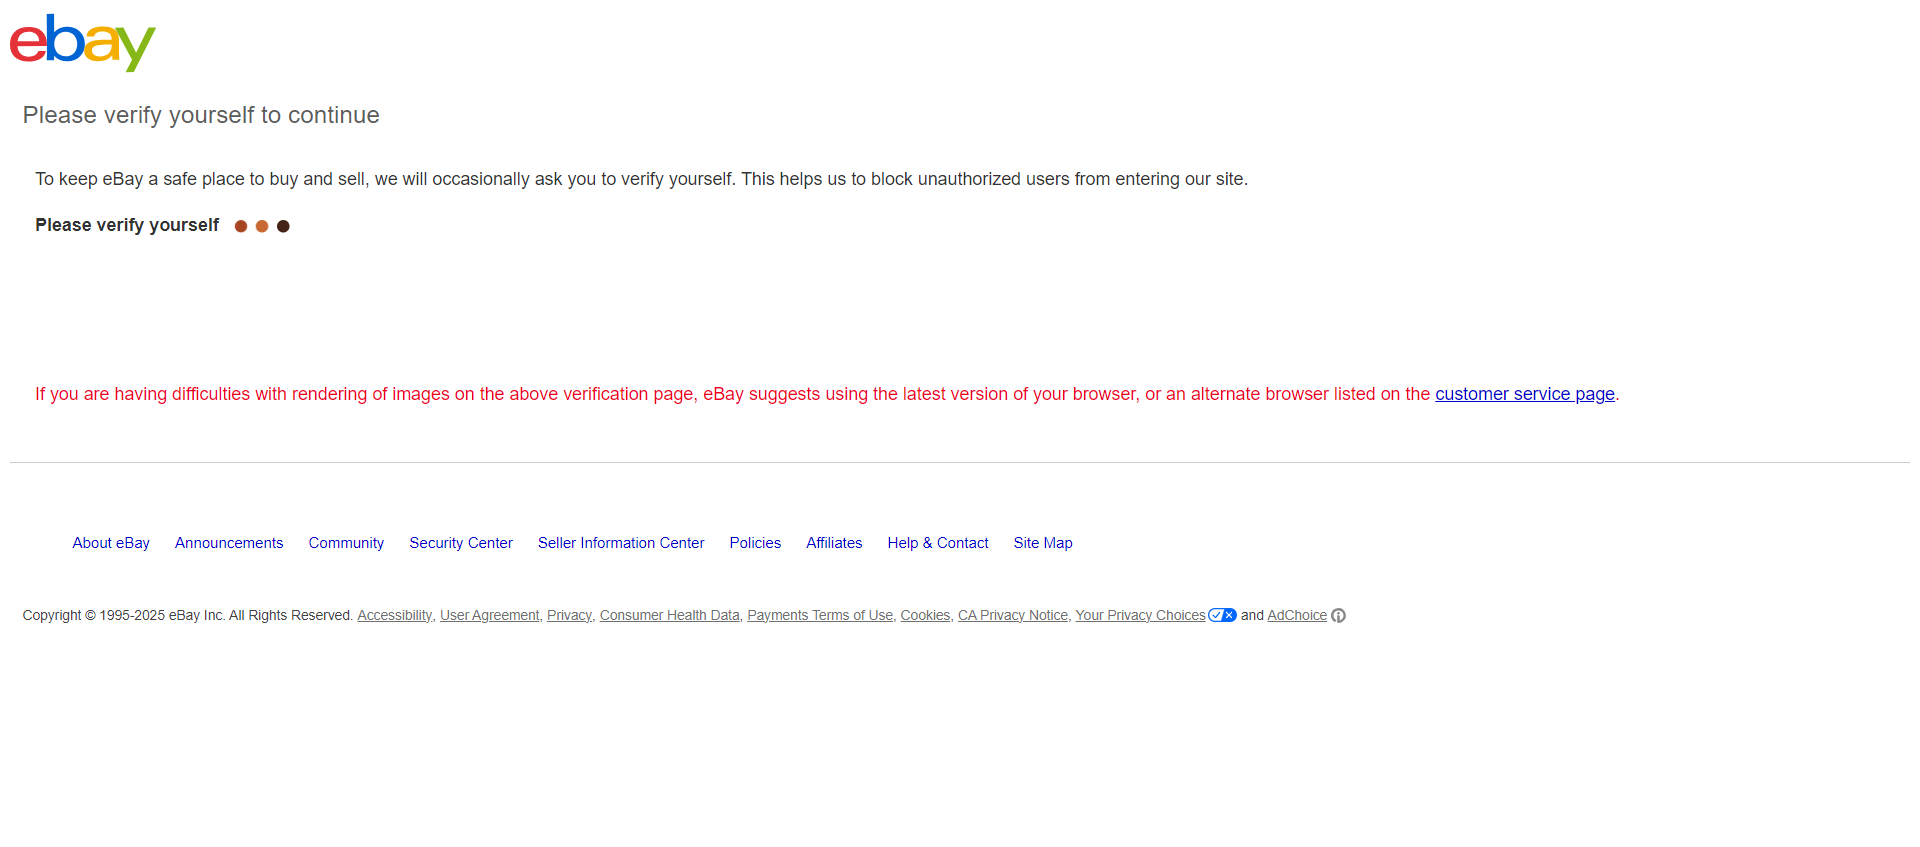 ebay
Please verify yourself to continue
To keep eBay a safe place to buy and sell, we will occasionally ask you to verify yourself. This helps us to block unauthorized users from entering our site.
Please verify yourself
If you are having difficulties with rendering of images on the above verification page, eBay suggests using the latest version of your browser, or an alternate browser listed on the customer service page.
About eBay Announcements Community Security Center Seller Information Center Policies Affiliates Help & Contact Site Map
Copyright © 1995-2025 eBay Inc. All Rights Reserved. Accessibility, User Agreement, Privacy, Consumer Health Data, Payments Terms of Use, Cookies, CA Privacy Notice, Your Privacy Choices and AdChoice